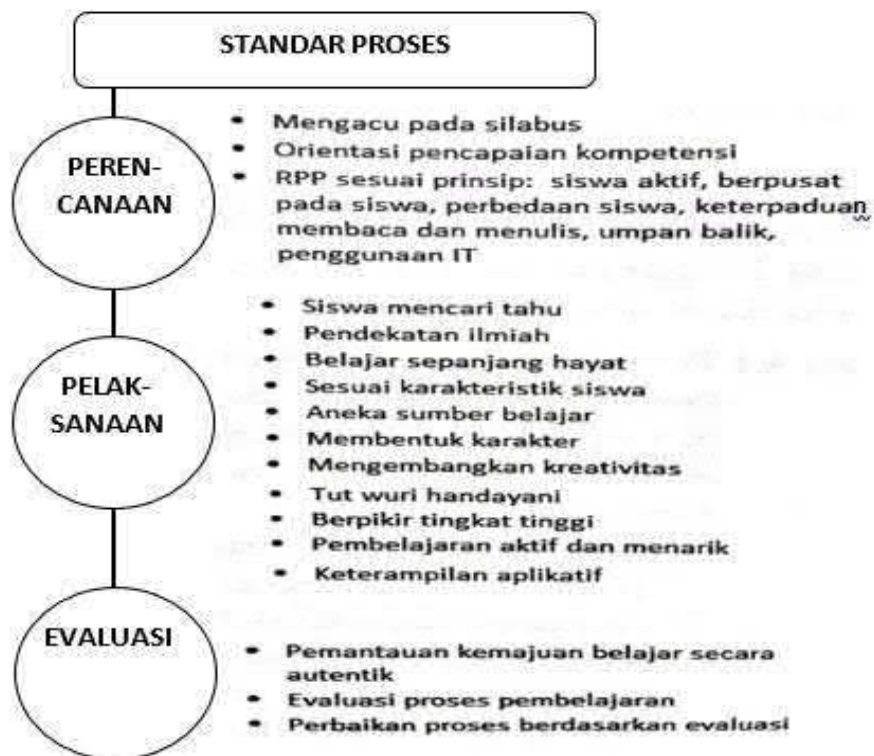 STANDAR PROSES
PEREN-
CANAAN
• Mengacu pada silabus
• Orientasi pencapaian kompetensi
• RPP sesuai prinsip: siswa aktif, berpusat
pada siswa, perbedaan siswa, keterpaduan
membaca dan menulis, umpan balik,
penggunaan IT
PELAK-
SANAAN
• Siswa mencari tahu
• Pendekatan ilmiah
• Belajar sepanjang hayat
• Sesuai karakteristik siswa
• Aneka sumber belajar
• Membentuk karakter
• Mengembangkan kreativitas
• Tut wuri handayani
• Berpikir tingkat tinggi
• Pembelajaran aktif dan menarik
• Keterampilan aplikatif
EVALUASI
• Pemantauan kemajuan belajar secara
autentik
• Evaluasi proses pembelajaran
• Perbaikan proses berdasarkan evaluasi